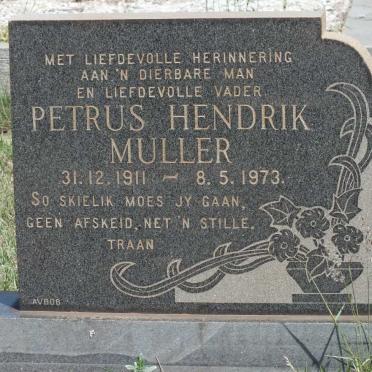 MET LIEFDEVOLLE HERINNERING
AAN 'N DIERBARE MAN
EN LIEFDEVOLLE VADER.
PETRUS HENDRIK
MULLER
31.12.1911 ~ 8.5.1973.
SO SKIELIK MOES JY GAAN,
GEEN AFSKEID, NET 'N STILLE,
TRAAN
AVBOB